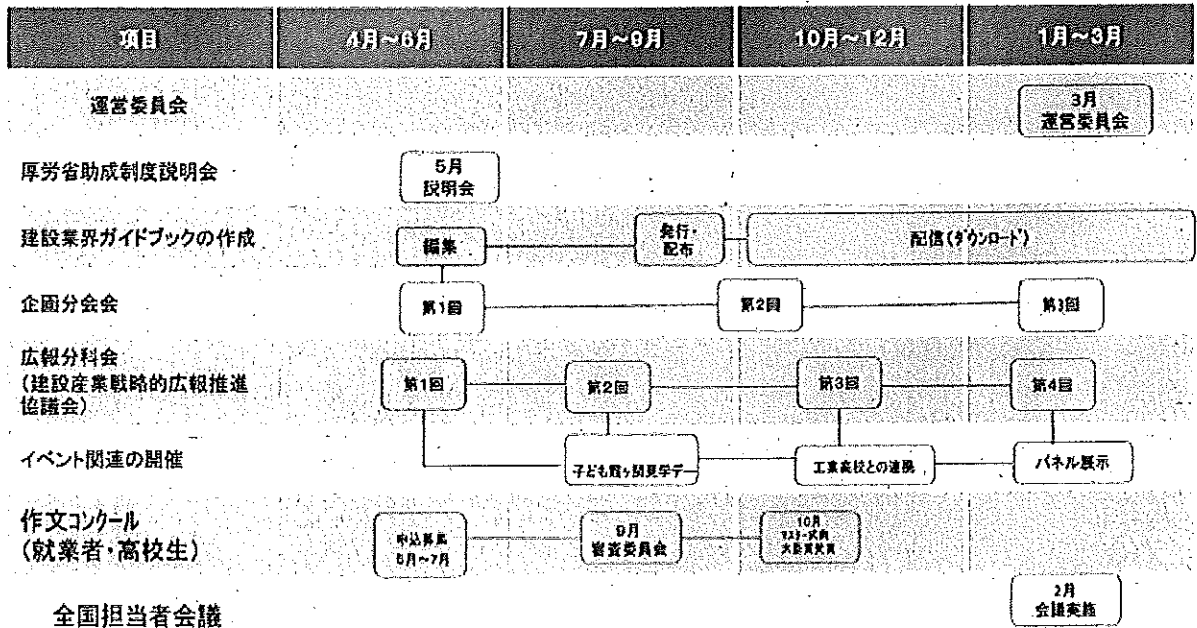 項目 4月～6月 7月～9月 10月～12月 1月～3月
運営委員会
3月
運営委員会
厚労省助成制度説明会
5月
説明会
建設業界ガイドブックの作成
編集
発行・
配布
配信(ダウンロード)
企画分会会
第1回 第2回 第3回
広報分科会
(建設産業戦略的広報推進
協議会)
第1回 第2回 第3回 第4回
イベント関連の開催
子ども霞ヶ関見学デー 工業高校との連携 パネル展示
作文コンクール
(就業者・高校生)
申込募集
6月～7月
9月
審査委員会
10月
大臣賞受賞
全国担当者会議
2月
会議実施